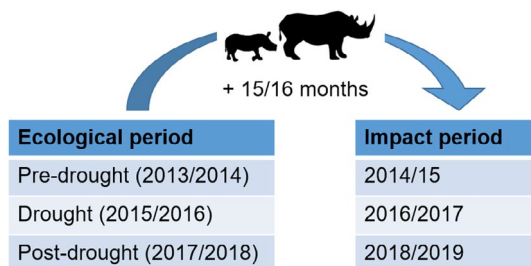 + 15/16 months
Ecological period
Impact period
Pre-drought (2013/2014)
2014/15
Drought (2015/2016)
2016/2017
Post-drought (2017/2018)
2018/2019